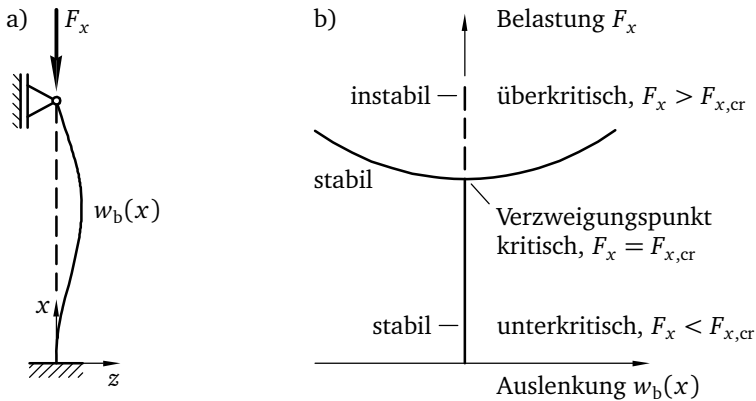 a)
F_x
w_b(x)
x
z
b)
Belastung F_x
instabil
überkritisch, F_x > F_x,cr
stabil
Verzweigungspunkt
kritisch, F_x = F_x,cr
stabil
unterkritisch, F_x < F_x,cr
Auslenkung w_b(x)